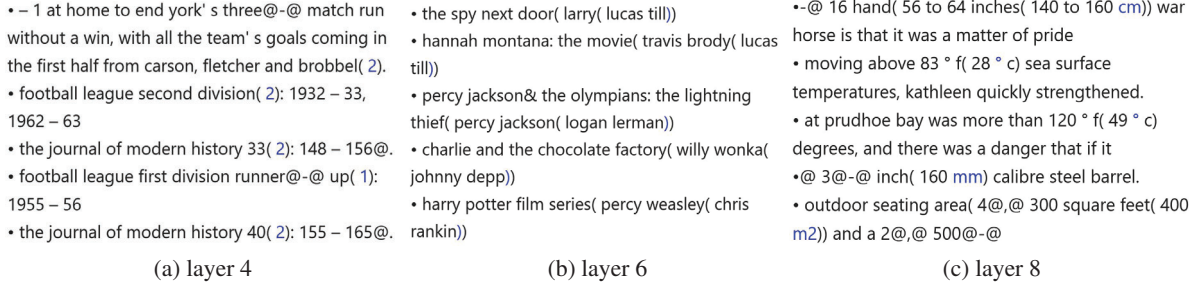 • – 1 at home to end york' s three@-@ match run
without a win, with all the team' s goals coming in
the first half from carson, fletcher and brobbel( 2).
• football league second division( 2): 1932 – 33,
1962 – 63
• the journal of modern history 33( 2): 148 – 156@.
• football league first division runner@-@ up( 1):
1955 – 56
• the journal of modern history 40( 2): 155 – 165@.
(a) layer 4
• the spy next door( larry( lucas till))
• hannah montana: the movie( travis brody( lucas
till))
• percy jackson& the olympians: the lightning
thief( percy jackson( logan lerman))
• charlie and the chocolate factory( willy wonka(
johnny depp))
• harry potter film series( percy weasley( chris
rankin))
(b) layer 6
•-@ 16 hand( 56 to 64 inches( 140 to 160 cm)) war
horse is that it was a matter of pride
• moving above 83 ° f( 28 ° c) sea surface
temperatures, kathleen quickly strengthened.
• at prudhoe bay was more than 120 ° f( 49 ° c)
degrees, and there was a danger that if it
•@ 3@-@ inch( 160 mm) calibre steel barrel.
• outdoor seating area( 4@,@ 300 square feet( 400
m2)) and a 2@,@ 500@-@
(c) layer 8